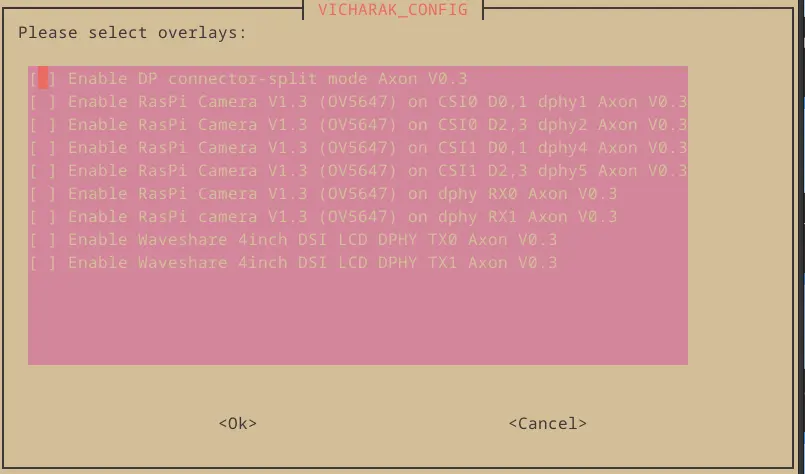 VICHARAK_CONFIG
Please select overlays:
[ ] Enable DP connector-split mode Axon V0.3
[ ] Enable RasPi Camera V1.3 (OV5647) on CSI0 D0,1 dphy1 Axon V0.3
[ ] Enable RasPi Camera V1.3 (OV5647) on CSI0 D2,3 dphy2 Axon V0.3
[ ] Enable RasPi Camera V1.3 (OV5647) on CSI1 D0,1 dphy4 Axon V0.3
[ ] Enable RasPi Camera V1.3 (OV5647) on CSI1 D2,3 dphy5 Axon V0.3
[ ] Enable RasPi Camera V1.3 (OV5647) on dphy RX0 Axon V0.3
[ ] Enable RasPi camera V1.3 (OV5647) on dphy RX1 Axon V0.3
[ ] Enable Waveshare 4inch DSI LCD DPHY TX0 Axon V0.3
[ ] Enable Waveshare 4inch DSI LCD DPHY TX1 Axon V0.3
<Ok> <Cancel>